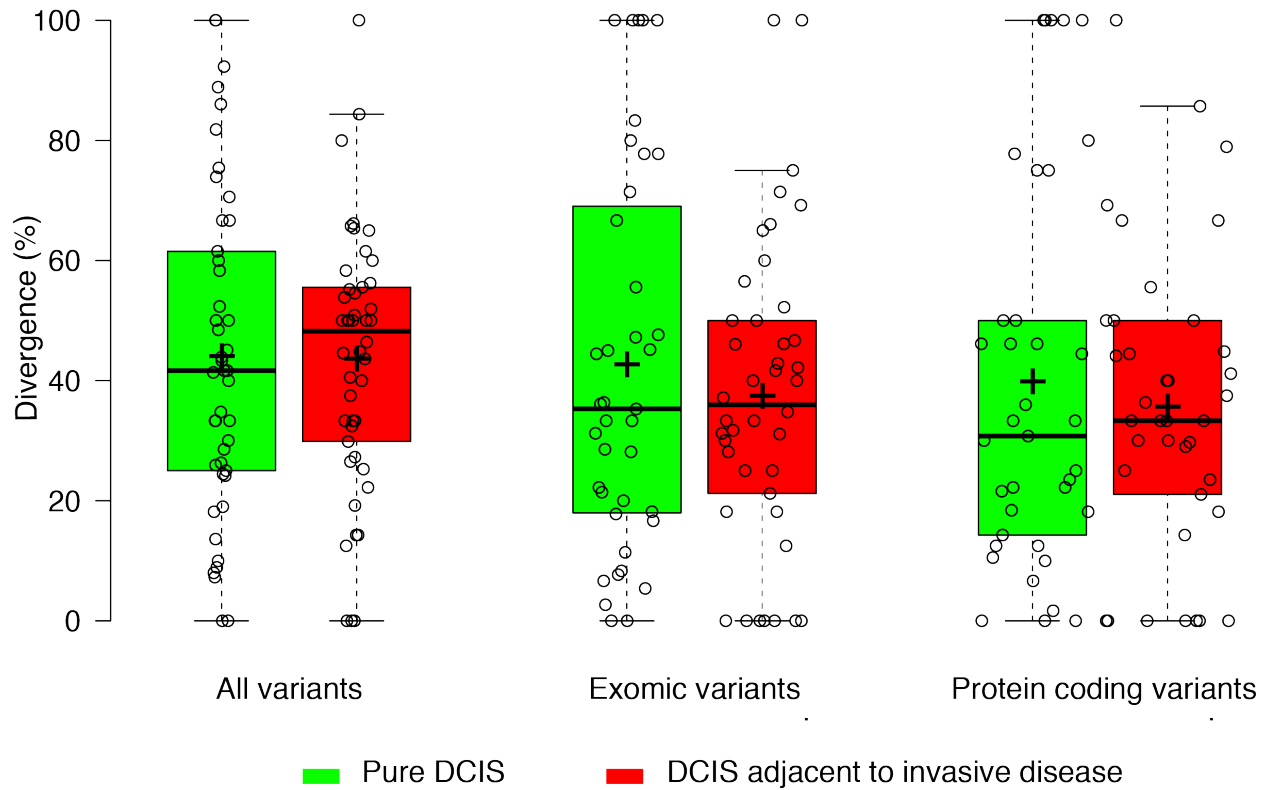 100
80
60
40
20
0
Divergence (%)
All variants
Exomic variants
Protein coding variants
Pure DCIS
DCIS adjacent to invasive disease